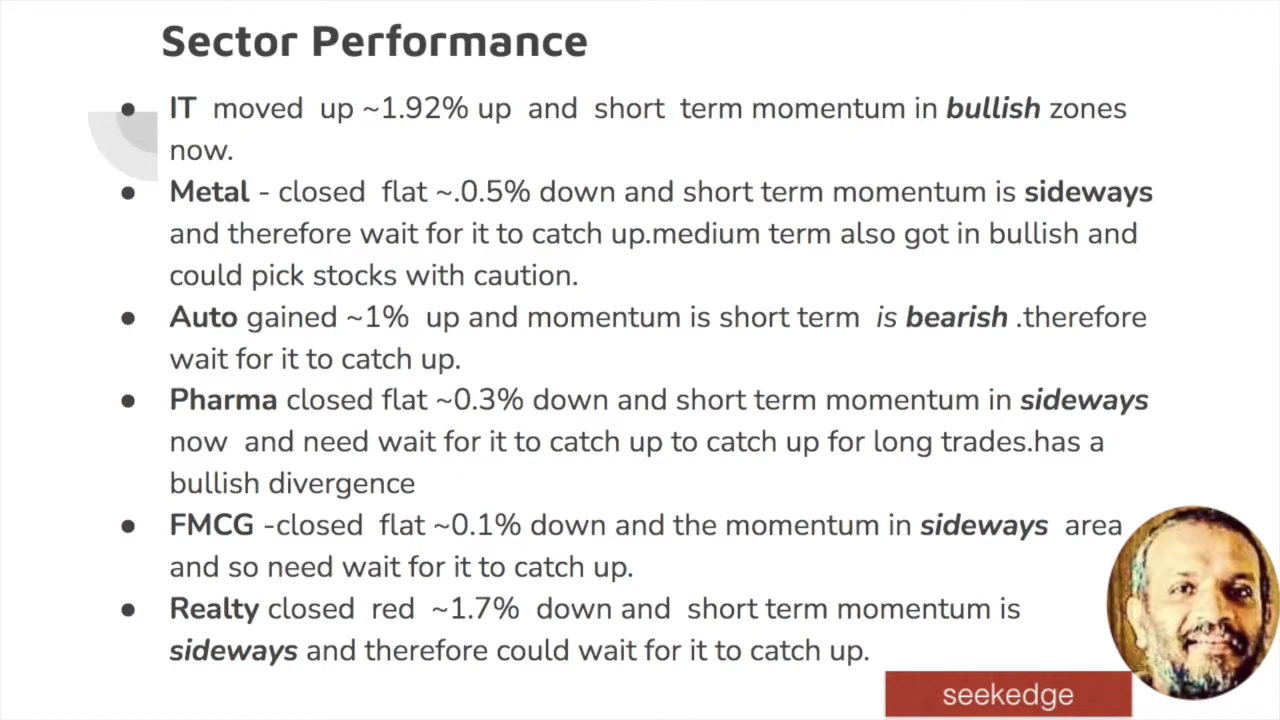 Sector Performance
● IT moved up ~1.92% up and short term momentum in bullish zones
now.
● Metal - closed flat ~.0.5% down and short term momentum is sideways
and therefore wait for it to catch up.medium term also got in bullish and
could pick stocks with caution.
● Auto gained ~1% up and momentum is short term is bearish .therefore
wait for it to catch up.
● Pharma closed flat ~0.3% down and short term momentum in sideways
now and need wait for it to catch up to catch up for long trades.has a
bullish divergence
● FMCG -closed flat ~0.1% down and the momentum in sideways area
and so need wait for it to catch up.
● Realty closed red ~1.7% down and short term momentum is
sideways and therefore could wait for it to catch up.
seekedge